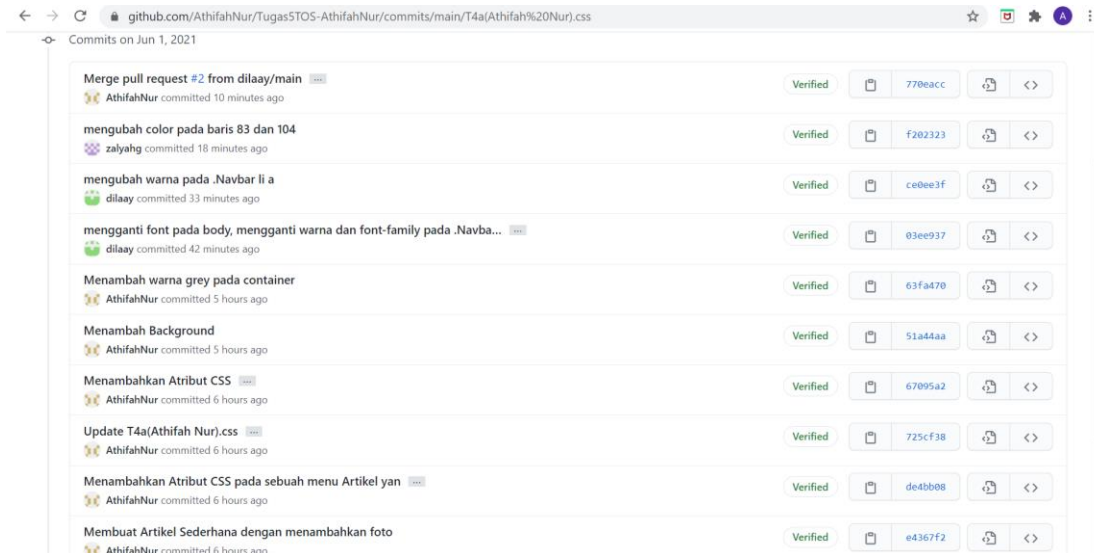 github.com/AthifahNur/Tugas5TOS-AthifahNur/commits/main/T4a(Athifah%20Nur).css
A
Commits on Jun 1, 2021
Merge pull request #2 from dilaay/main ...
Verified 770eacc
AthifahNur committed 10 minutes ago
mengubah color pada baris 83 dan 104
Verified f202323
zalyahg committed 18 minutes ago
mengubah warna pada .Navbar li a
Verified ce0ee3f
dilaay committed 33 minutes ago
mengganti font pada body, mengganti warna dan font-family pada .Navba... ...
Verified 03ee937
dilaay committed 42 minutes ago
Menambah warna grey pada container
Verified 63fa470
AthifahNur committed 5 hours ago
Menambah Background
Verified 51a44aa
AthifahNur committed 5 hours ago
Menambahkan Atribut CSS ...
Verified 67095a2
AthifahNur committed 6 hours ago
Update T4a(Athifah Nur).css ...
Verified 725cf38
AthifahNur committed 6 hours ago
Menambahkan Atribut CSS pada sebuah menu Artikel yan ...
Verified de4bb08
AthifahNur committed 6 hours ago
Membuat Artikel Sederhana dengan menambahkan foto
Verified e4367f2
AthifahNur committed 6 hours ago